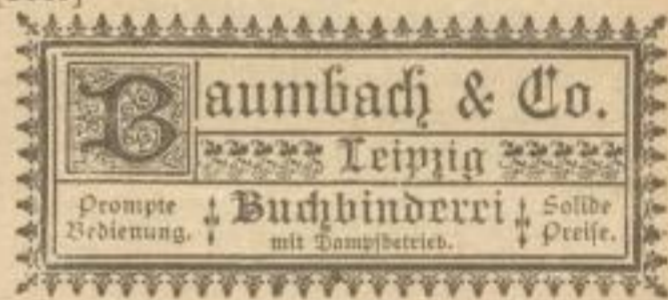 Baumbach & Co.
Leipzig
Prompte Bedienung.
Buchbinderei
mit Dampfbetrieb.
Solide Preise.